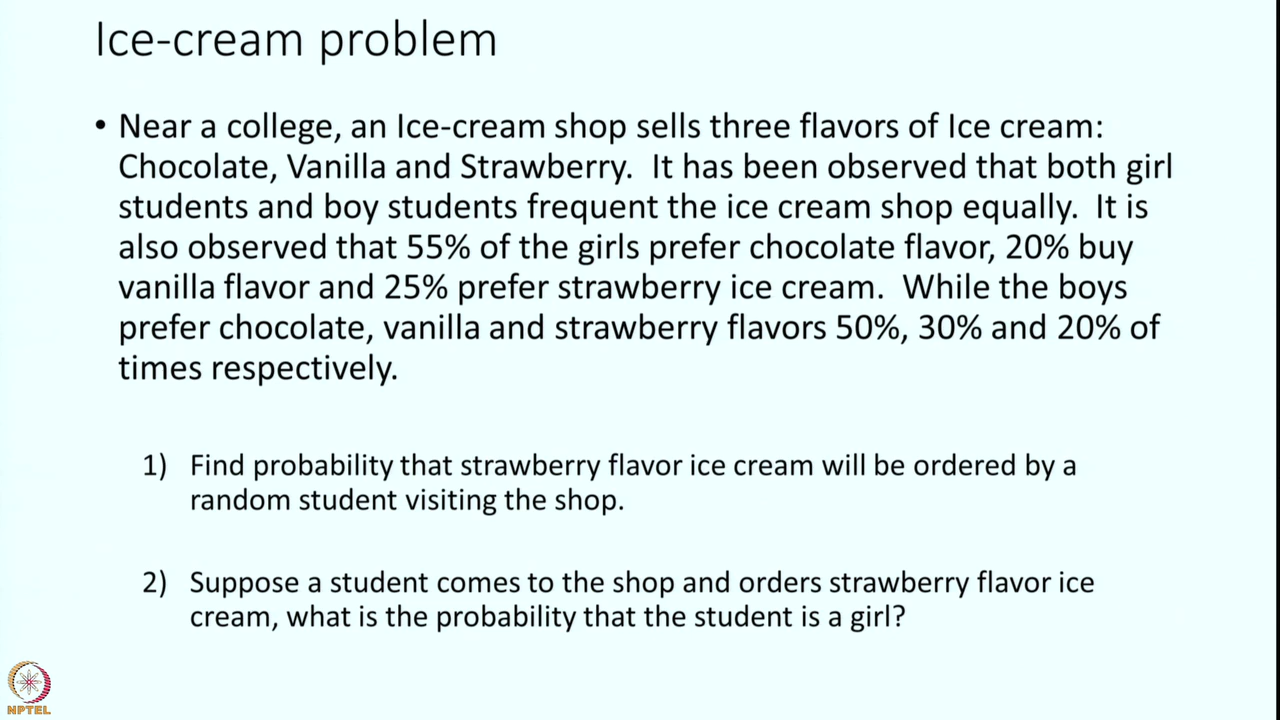 Ice-cream problem
• Near a college, an Ice-cream shop sells three flavors of Ice cream:
Chocolate, Vanilla and Strawberry.  It has been observed that both girl
students and boy students frequent the ice cream shop equally.  It is
also observed that 55% of the girls prefer chocolate flavor, 20% buy
vanilla flavor and 25% prefer strawberry ice cream.  While the boys
prefer chocolate, vanilla and strawberry flavors 50%, 30% and 20% of
times respectively.
1) Find probability that strawberry flavor ice cream will be ordered by a
random student visiting the shop.
2) Suppose a student comes to the shop and orders strawberry flavor ice
cream, what is the probability that the student is a girl?
NPTEL